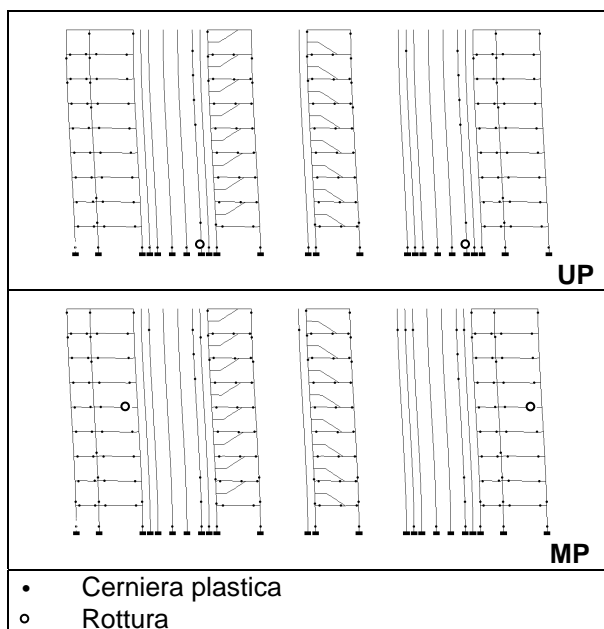 UP
MP
• Cerniera plastica
○ Rottura